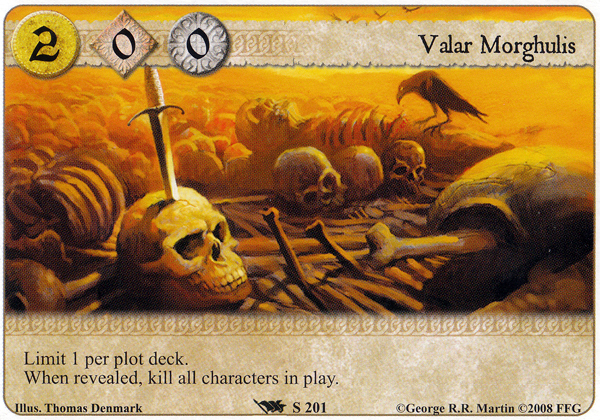 2 0 0 Valar Morghulis
Limit 1 per plot deck.
When revealed, kill all characters in play.
Illus. Thomas Denmark S 201 ©George R.R. Martin ©2008 FFG